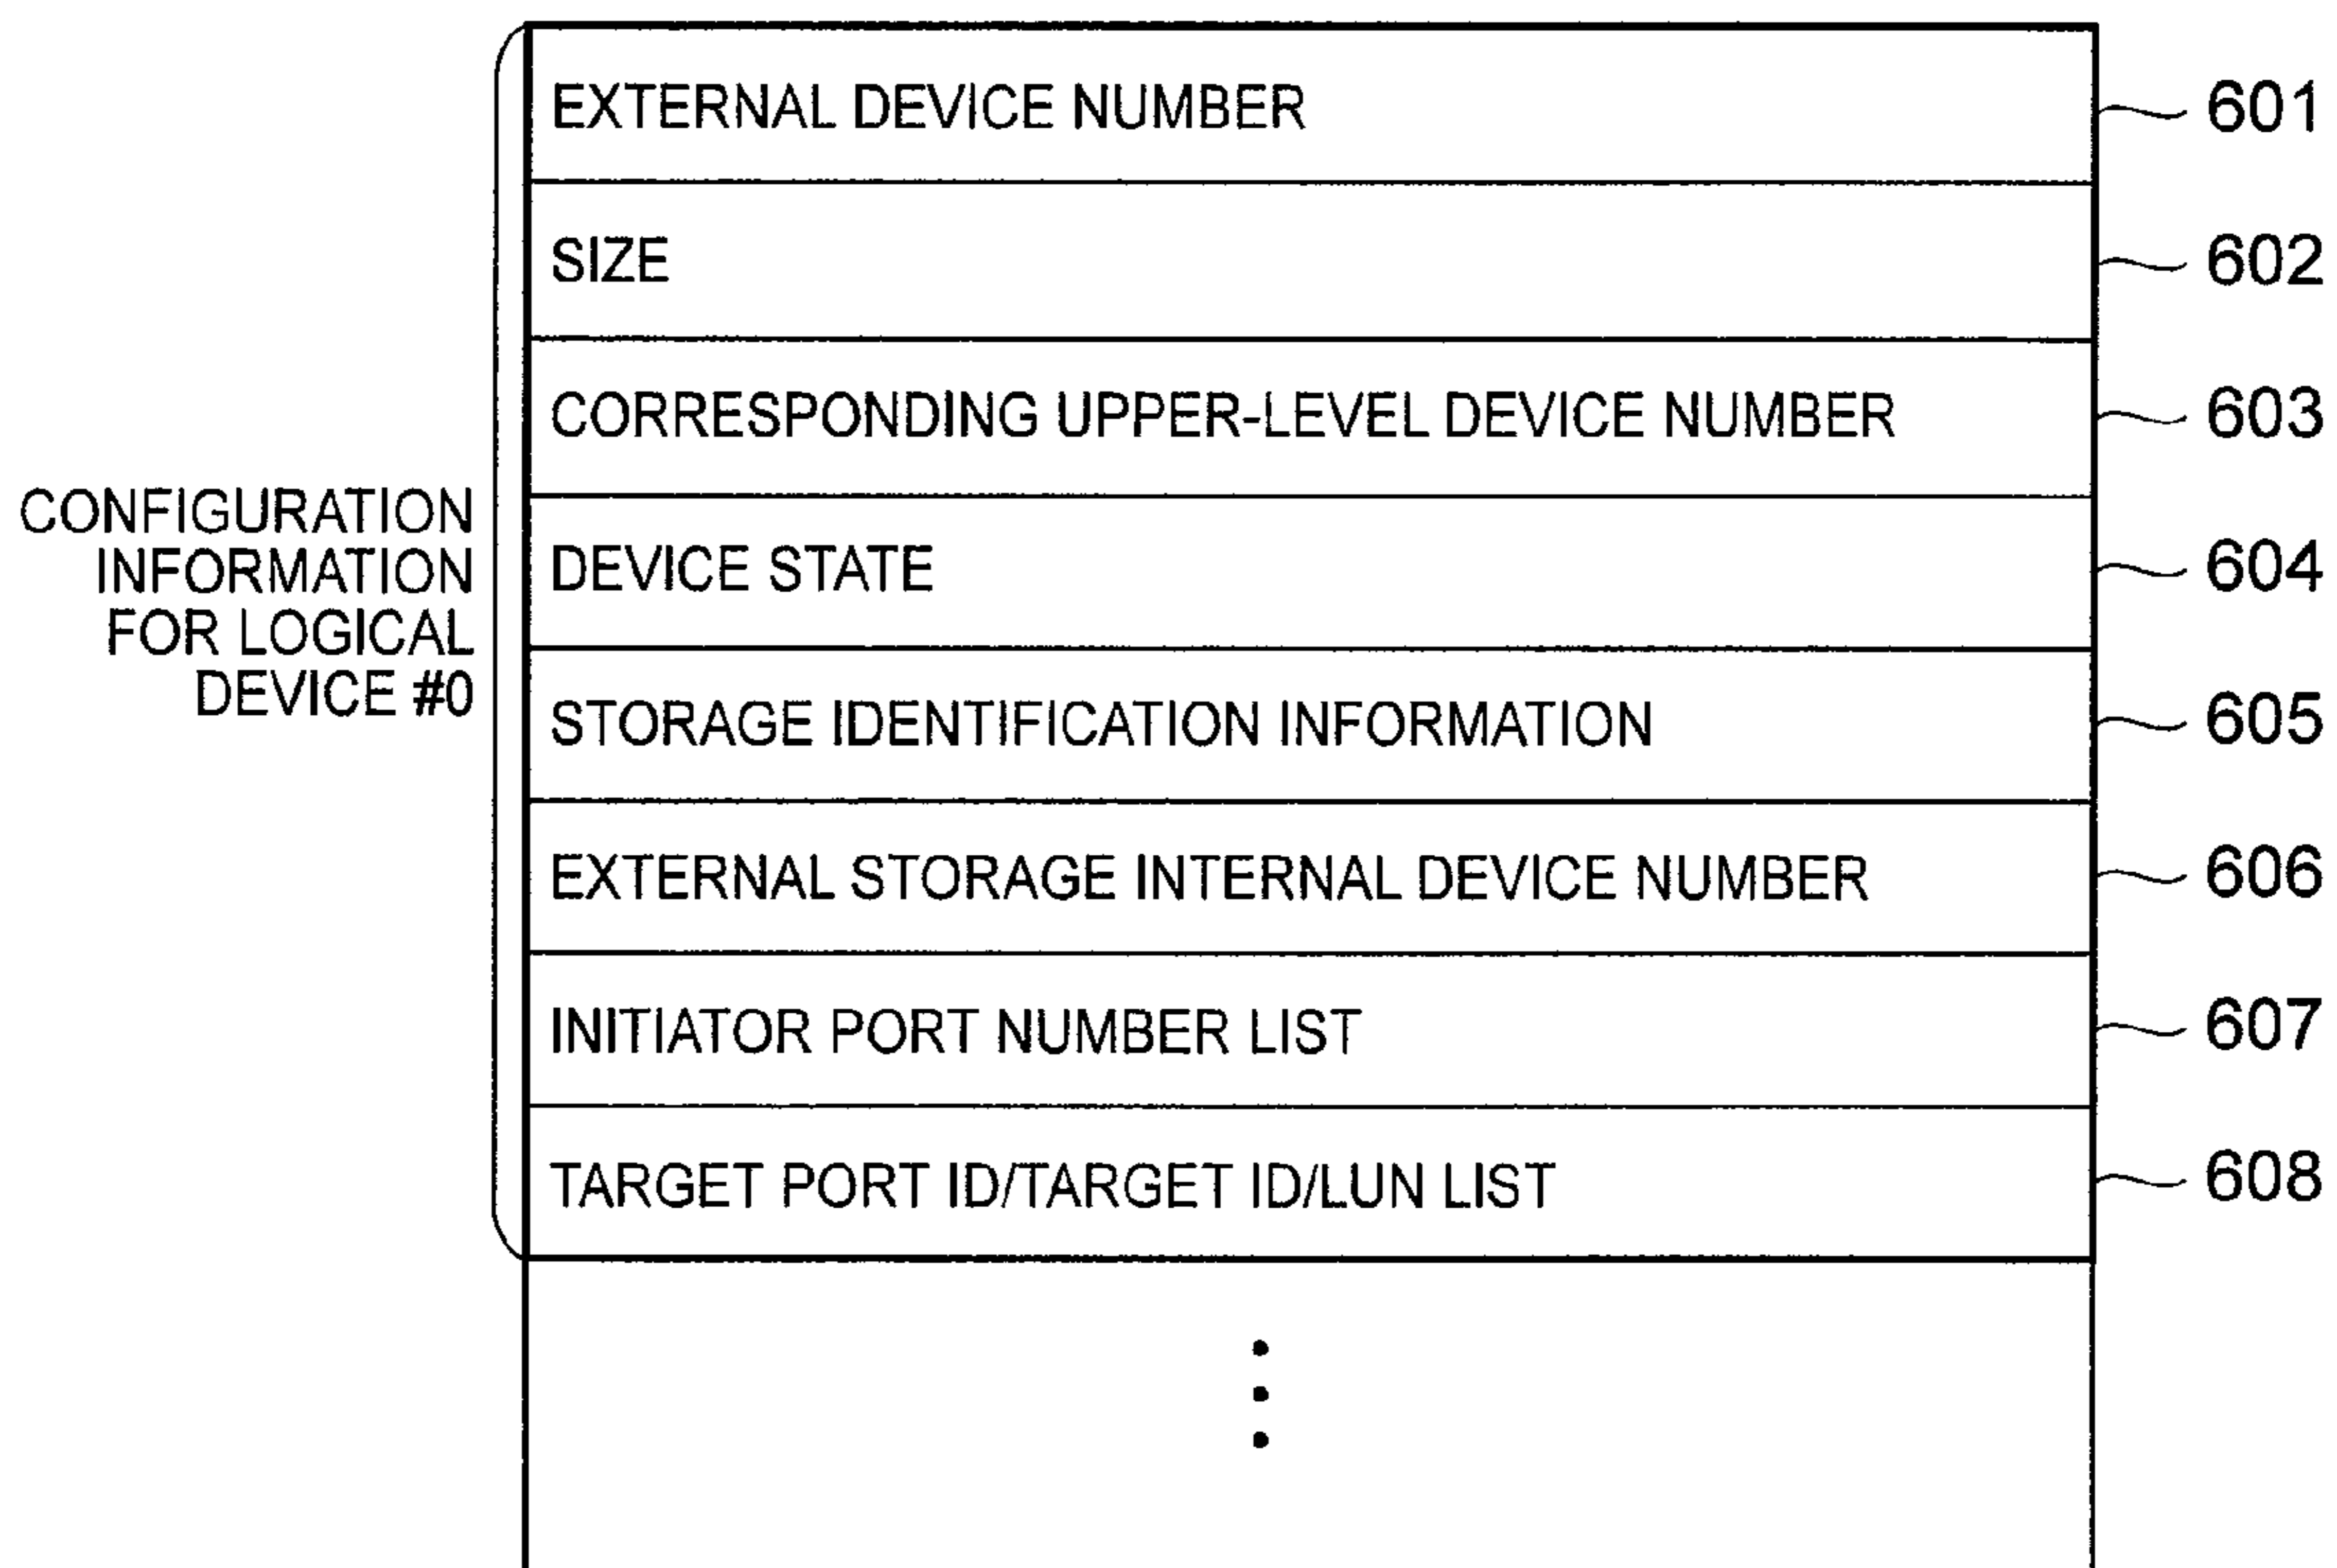 EXTERNAL DEVICE NUMBER 601
SIZE 602
CORRESPONDING UPPER-LEVEL DEVICE NUMBER 603
DEVICE STATE 604
CONFIGURATION
INFORMATION
FOR LOGICAL
DEVICE #0
STORAGE IDENTIFICATION INFORMATION 605
EXTERNAL STORAGE INTERNAL DEVICE NUMBER 606
INITIATOR PORT NUMBER LIST 607
TARGET PORT ID/TARGET ID/LUN LIST 608